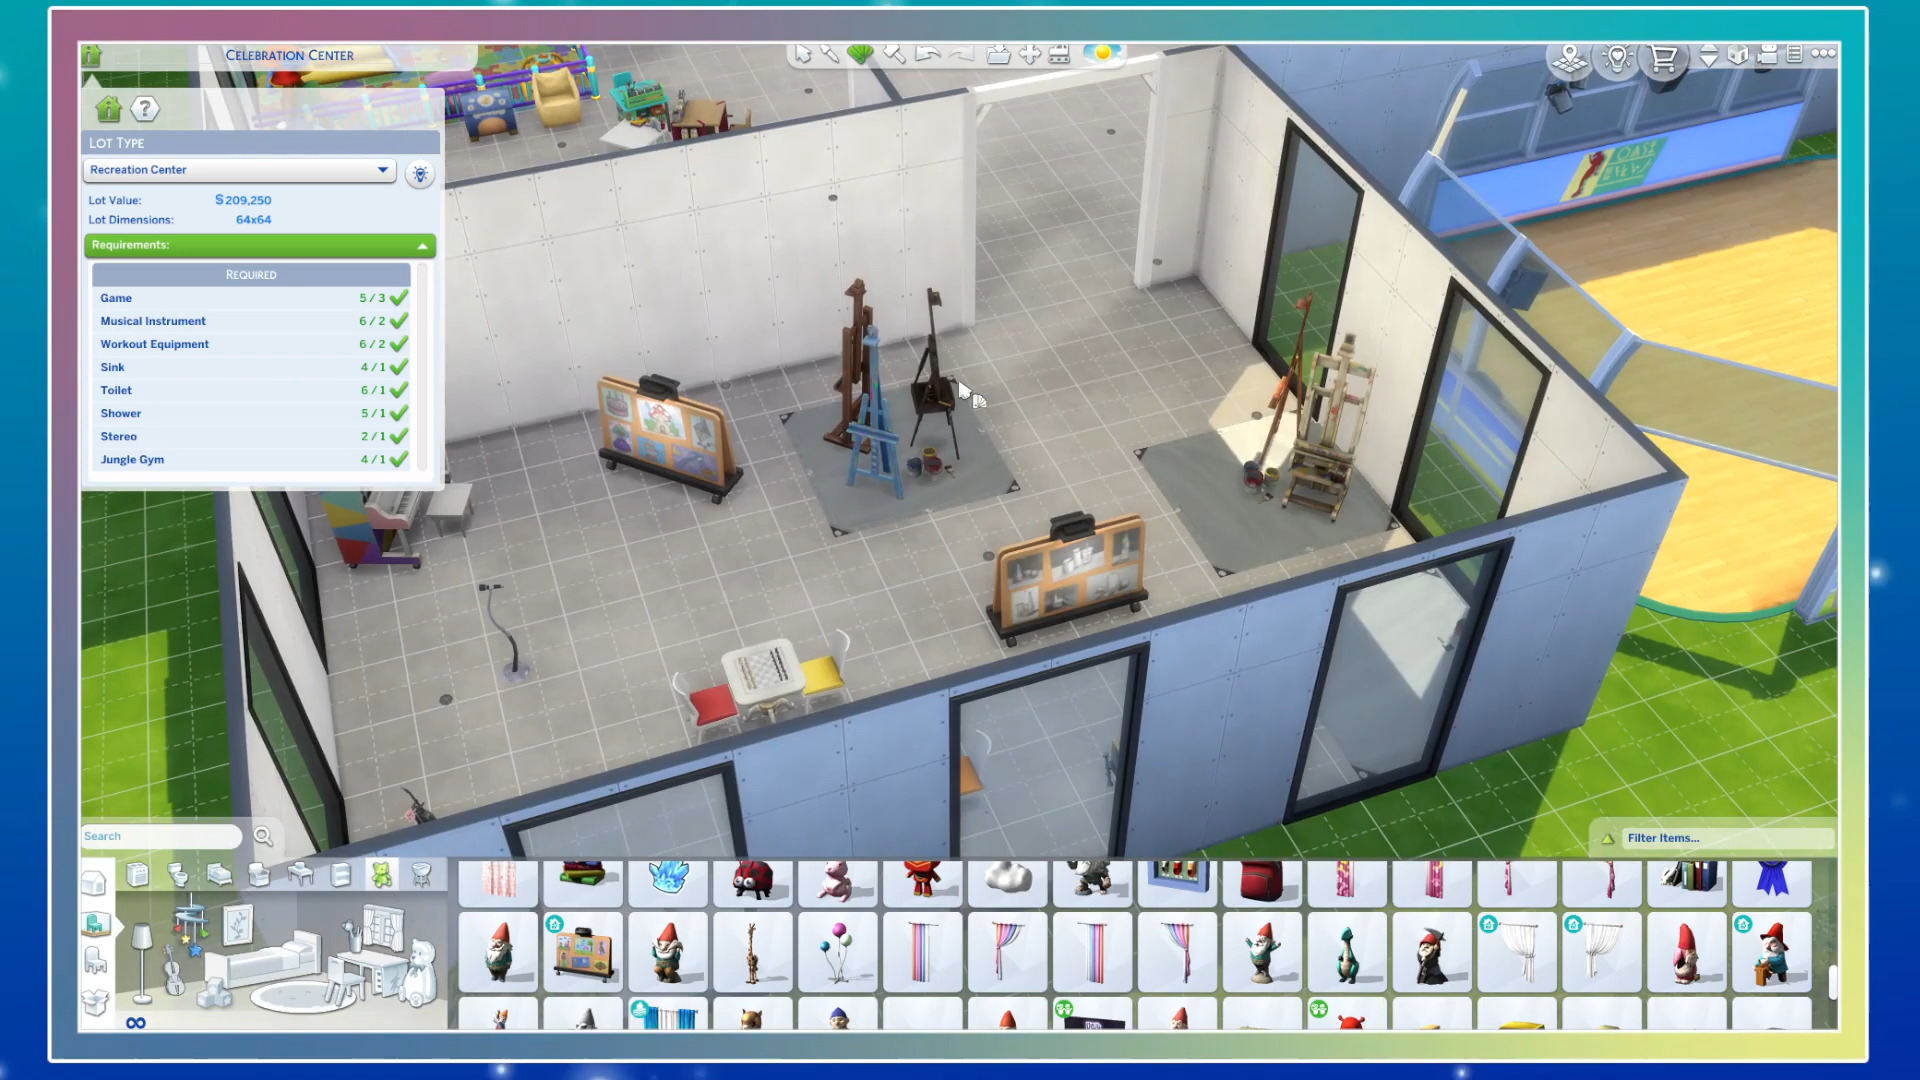 CELEBRATION CENTER
?
LOT TYPE
Recreation Center
Lot Value: §209,250
Lot Dimensions: 64x64
Requirements:
REQUIRED
Game 5 / 3
Musical Instrument 6 / 2
Workout Equipment 6 / 2
Sink 4 / 1
Toilet 6 / 1
Shower 5 / 1
Stereo 2 / 1
Jungle Gym 4 / 1
Search
Filter Items...